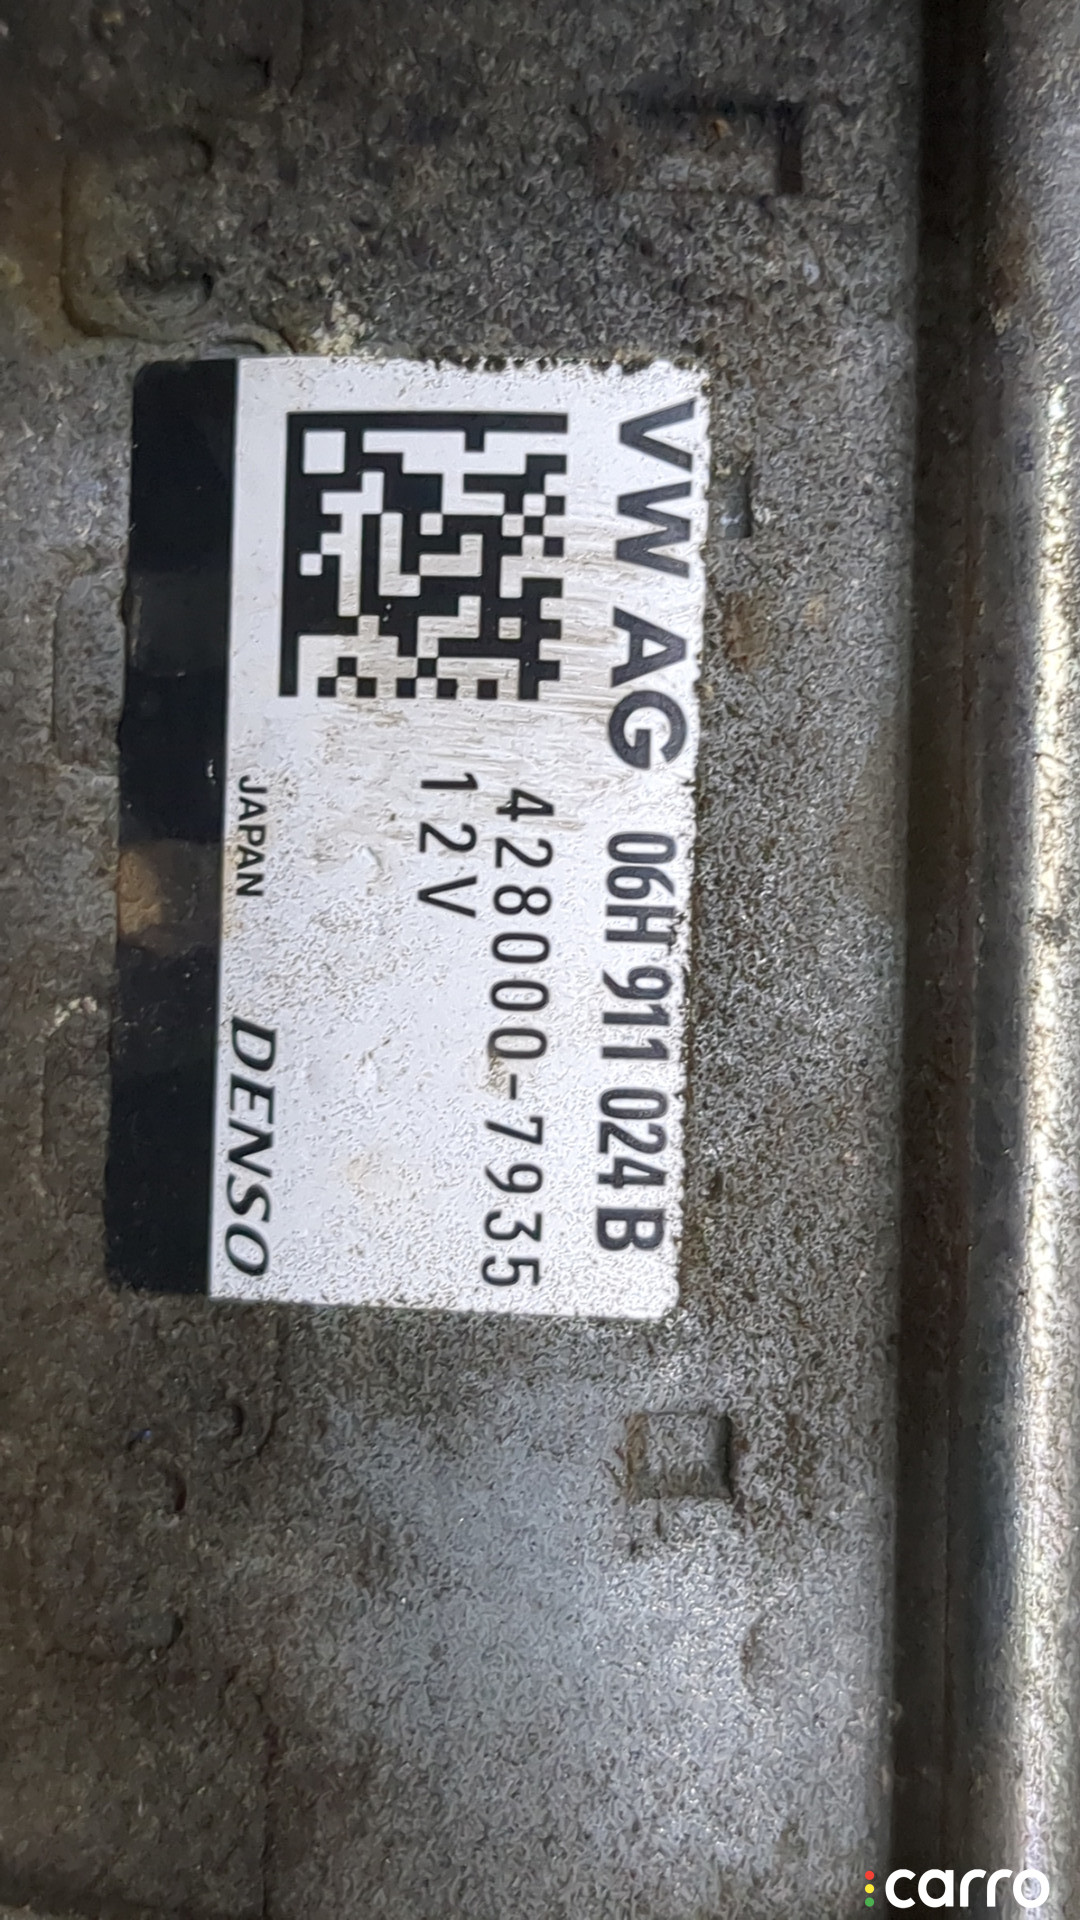 VW AG 06H 911 024 B
428000-7935
12V
JAPAN DENSO
carro